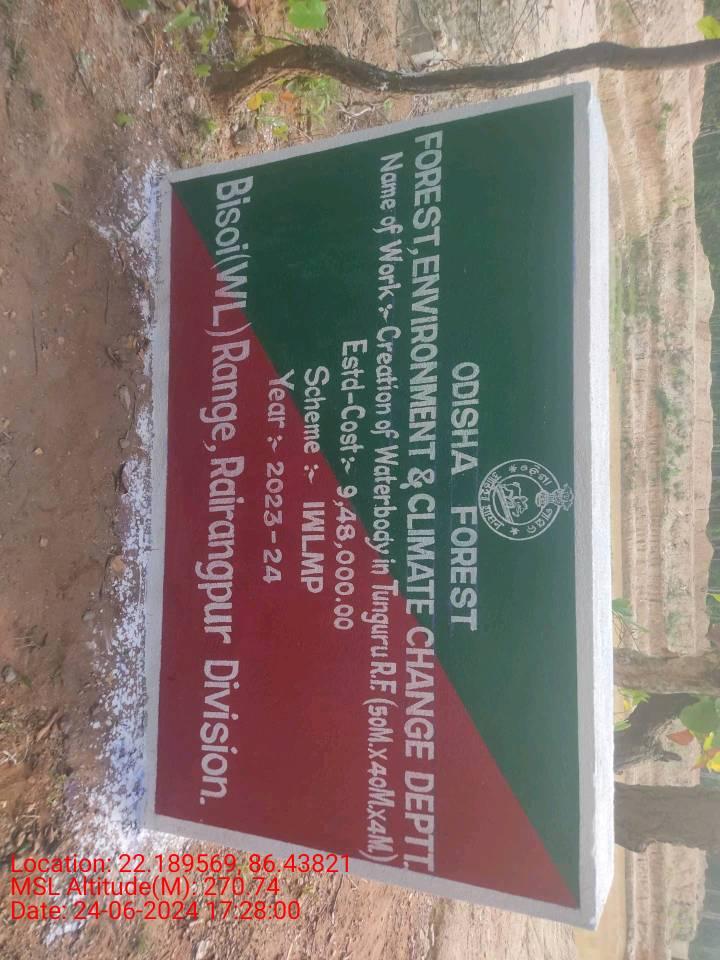 ODISHA FOREST
FOREST, ENVIRONMENT & CLIMATE CHANGE DEPTT.
Name of Work :- Creation of Waterbody in Tunguru R.F. (50M.X40M.X4M.)
Estd-Cost :- 9,48,000.00
Scheme :- IWLMP
Year :- 2023-24
Bisoi(WL) Range, Rairangpur Division.
Location: 22.189569, 86.43821
MSL Altitude(M): 270.74
Date: 24-06-2024 17:28:00